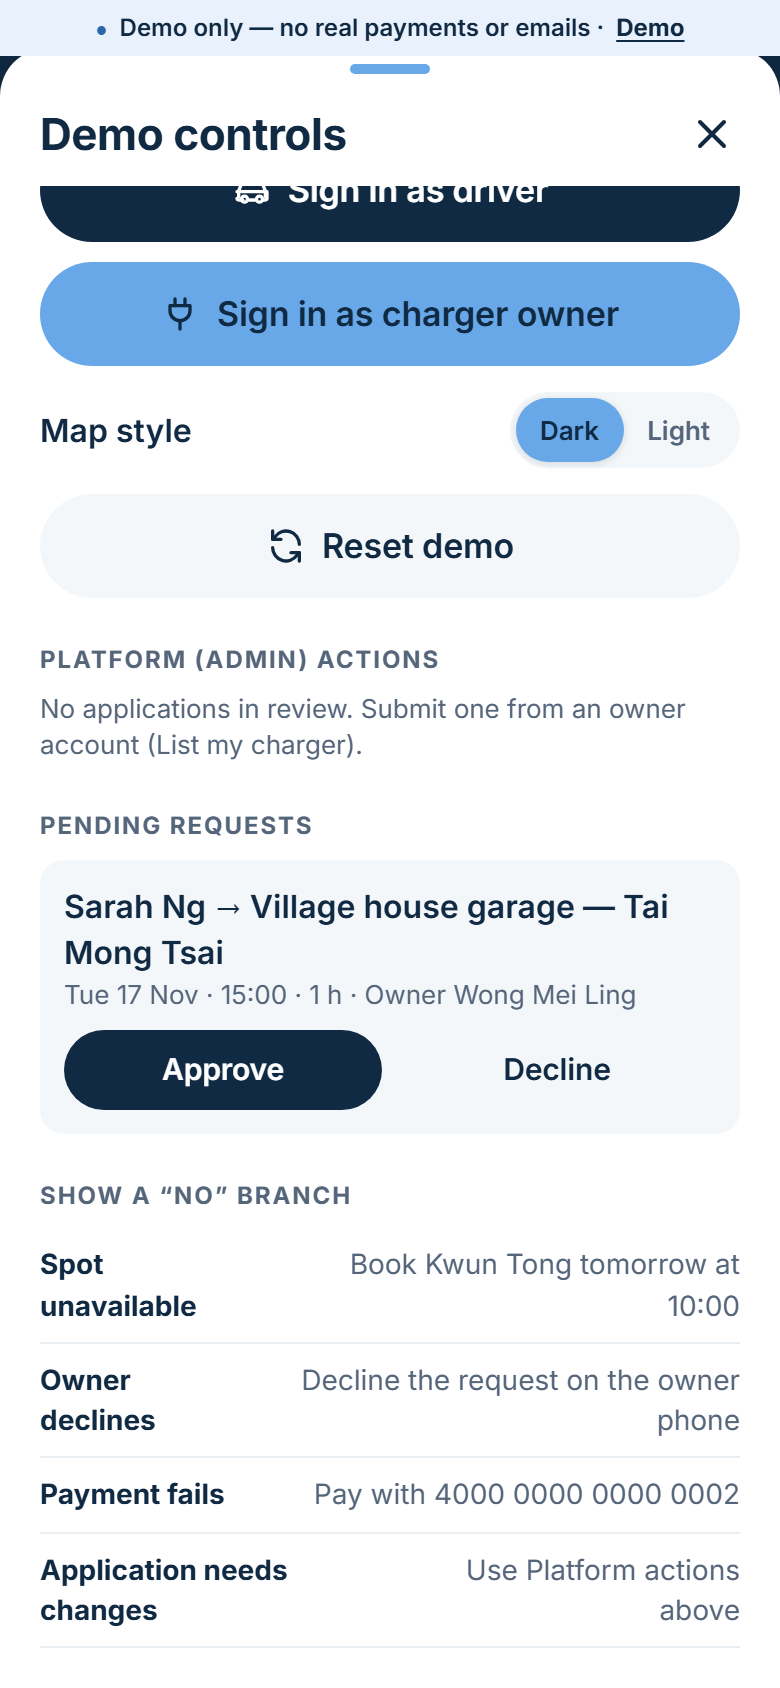 Demo only — no real payments or emails · Demo
Demo controls
Sign in as driver
Sign in as charger owner
Map style
Dark
Light
Reset demo
PLATFORM (ADMIN) ACTIONS
No applications in review. Submit one from an owner
account (List my charger).
PENDING REQUESTS
Sarah Ng → Village house garage — Tai
Mong Tsai
Tue 17 Nov · 15:00 · 1 h · Owner Wong Mei Ling
Approve
Decline
SHOW A “NO” BRANCH
Spot
unavailable
Book Kwun Tong tomorrow at
10:00
Owner
declines
Decline the request on the owner
phone
Payment fails
Pay with 4000 0000 0000 0002
Application needs
changes
Use Platform actions
above